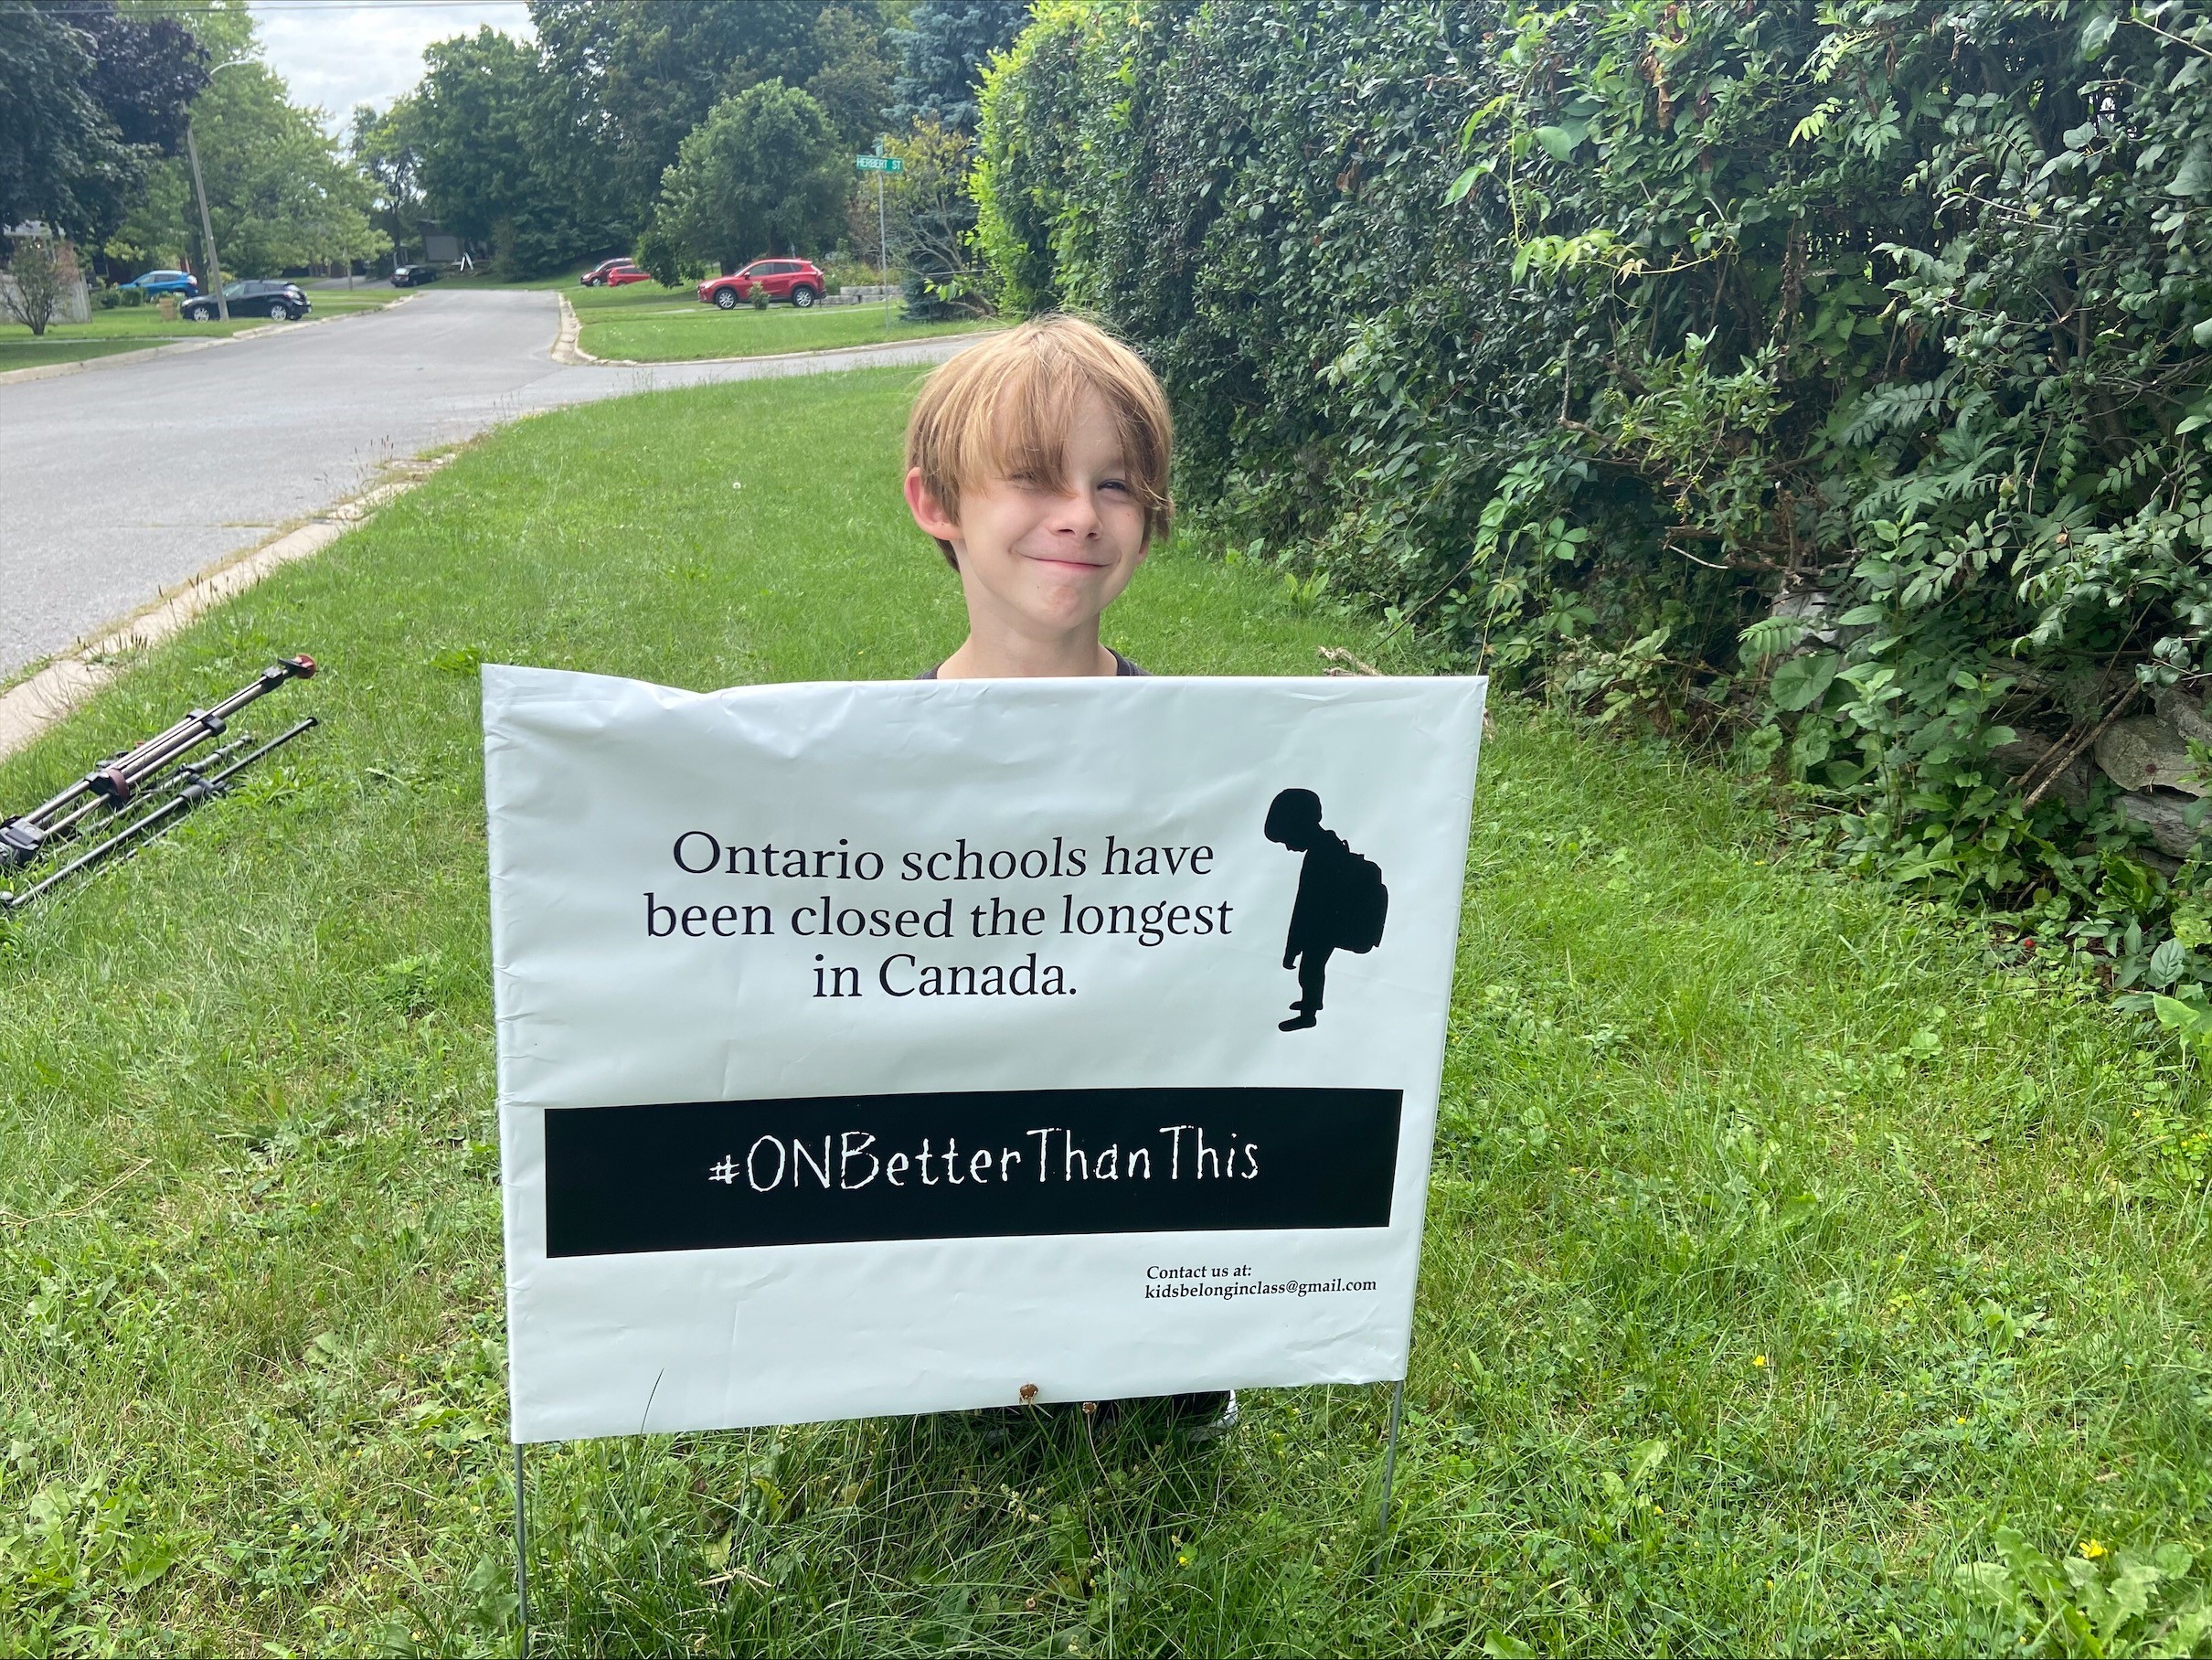 HERBERT ST
Ontario schools have
been closed the longest
in Canada.
#ONBetterThanThis
Contact us at:
kidsbelonginclass@gmail.com